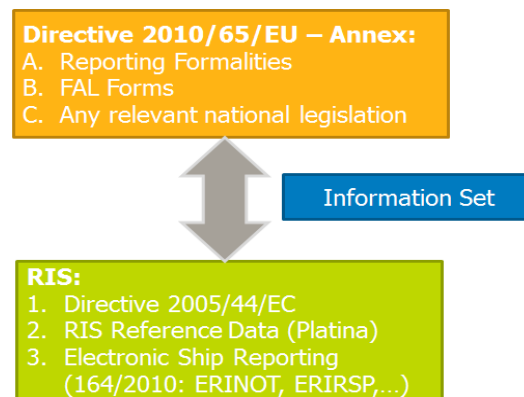 Directive 2010/65/EU – Annex:
A. Reporting Formalities
B. FAL Forms
C. Any relevant national legislation
Information Set
RIS:
1. Directive 2005/44/EC
2. RIS Reference Data (Platina)
3. Electronic Ship Reporting
(164/2010: ERINOT, ERIRSP,...)